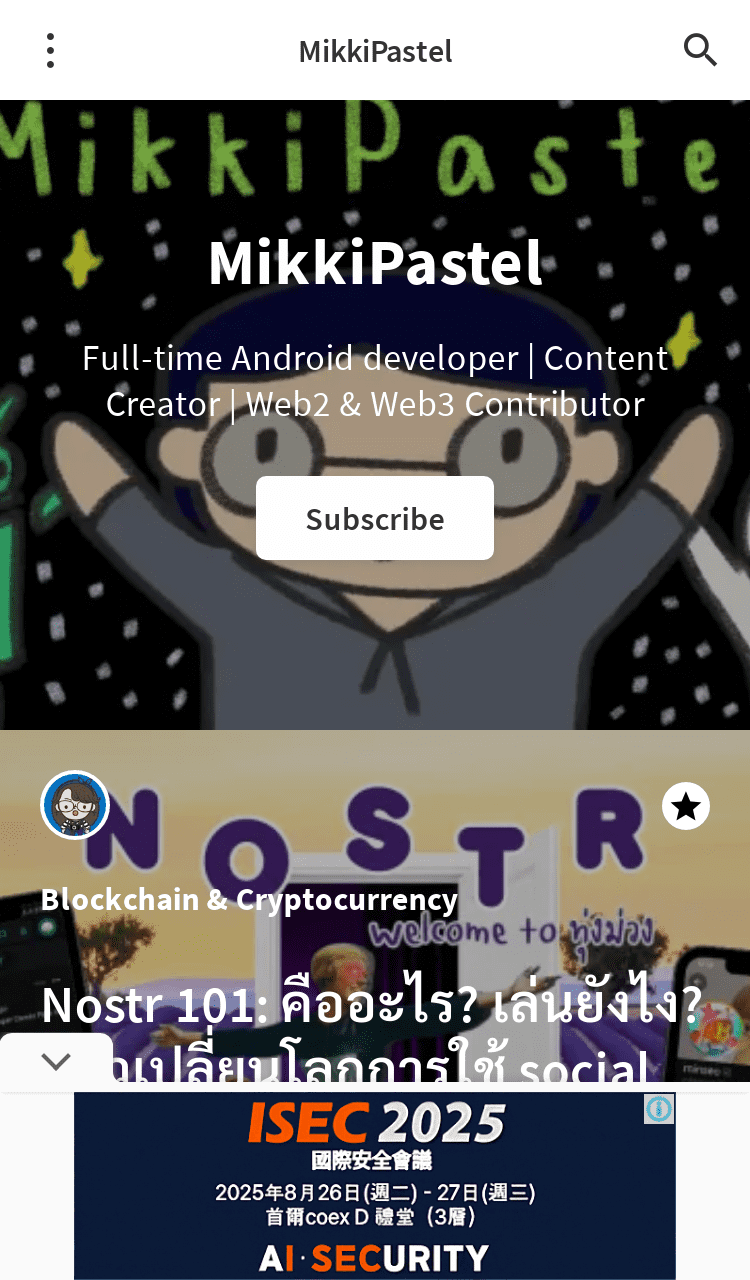 MikkiPastel
MikkiPaste
MikkiPastel
Full-time Android developer | Content
Creator | Web2 & Web3 Contributor
Subscribe
NOSTR
Blockchain & Cryptocurrency
welcome to ทุ่งม่วง
Nostr 101: คืออะไร? เล่นยังไง?
เปลี่ยนโลกการใช้ social
ISEC 2025
國際安全會議
2025年8月26日(週二) - 27日(週三)
首爾coex D 禮堂 (3層)
AI·SECURITY